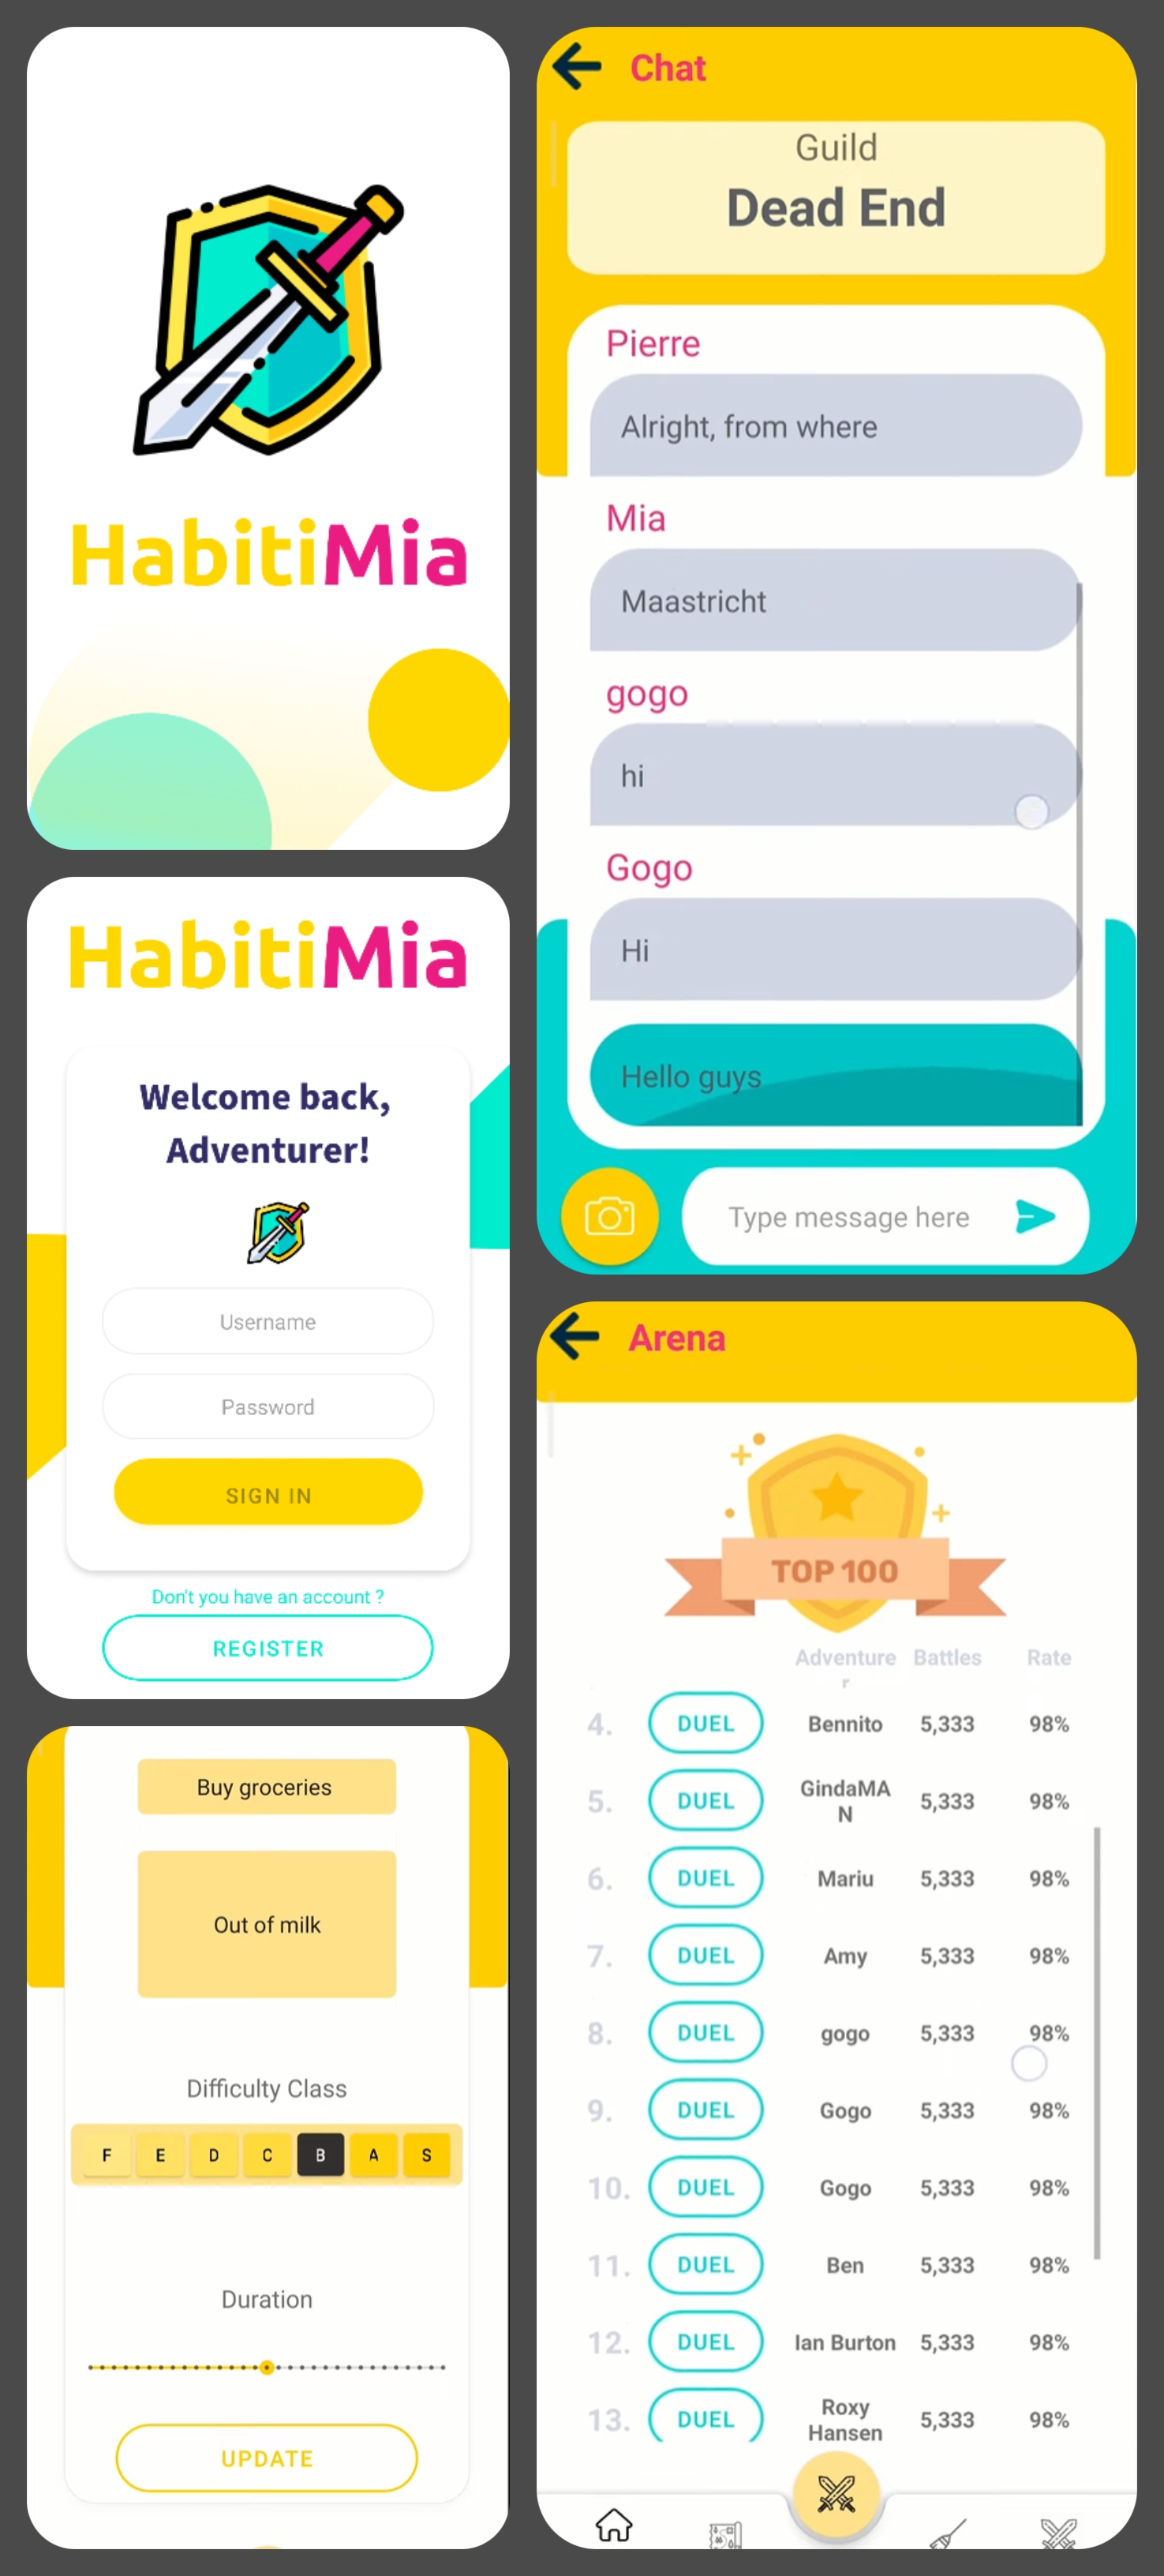 HabitiMia
HabitiMia
Welcome back,
Adventurer!
Username
Password
SIGN IN
Don't you have an account ?
REGISTER
Buy groceries
Out of milk
Difficulty Class
F E D C B A S
Duration
UPDATE
Chat
Guild
Dead End
Pierre
Alright, from where
Mia
Maastricht
gogo
hi
Gogo
Hi
Hello guys
Type message here
Arena
TOP 100
Adventure Battles Rate
r
4. DUEL Bennito 5,333 98%
5. DUEL GindaMA 5,333 98%
N
6. DUEL Mariu 5,333 98%
7. DUEL Amy 5,333 98%
8. DUEL gogo 5,333 98%
9. DUEL Gogo 5,333 98%
10. DUEL Gogo 5,333 98%
11. DUEL Ben 5,333 98%
12. DUEL Ian Burton 5,333 98%
13. DUEL Roxy 5,333 98%
Hansen